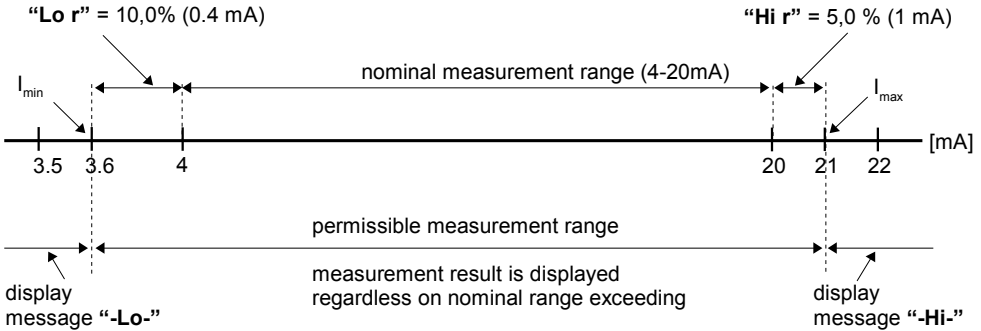 “Lo r” = 10,0% (0.4 mA)
“Hi r” = 5,0 % (1 mA)
nominal measurement range (4-20mA)
Imin
Imax
[mA]
3.5 3.6 4 20 21 22
permissible measurement range
measurement result is displayed
regardless on nominal range exceeding
display
message “-Lo-”
display
message “-Hi-”